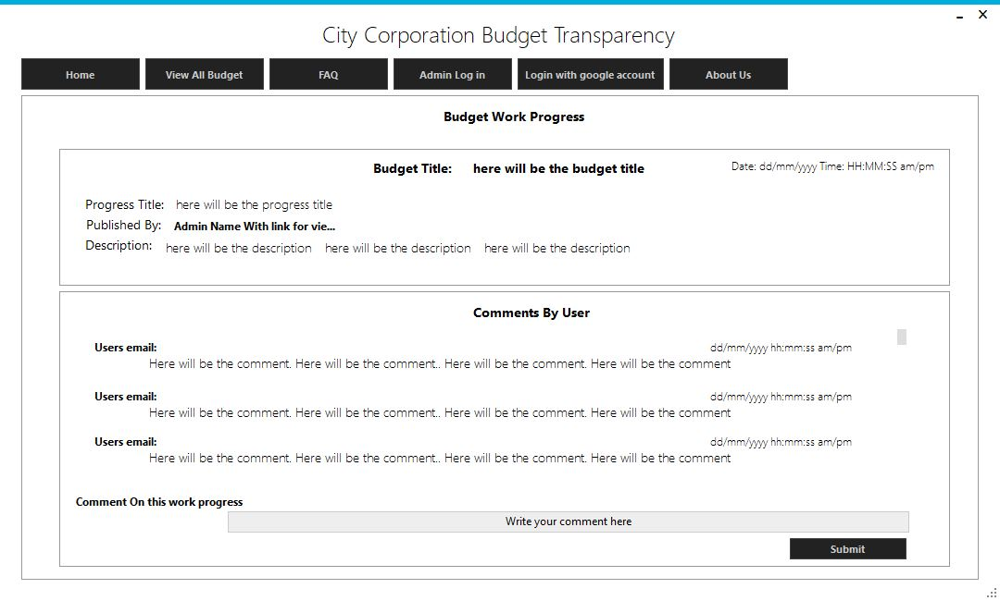 City Corporation Budget Transparency
Home View All Budget FAQ Admin Log in Login with google account About Us
Budget Work Progress
Budget Title: here will be the budget title Date: dd/mm/yyyy Time: HH:MM:SS am/pm
Progress Title: here will be the progress title
Published By: Admin Name With link for vie...
Description: here will be the description here will be the description here will be the description
Comments By User
Users email: dd/mm/yyyy hh:mm:ss am/pm
Here will be the comment. Here will be the comment.. Here will be the comment. Here will be the comment
Users email: dd/mm/yyyy hh:mm:ss am/pm
Here will be the comment. Here will be the comment.. Here will be the comment. Here will be the comment
Users email: dd/mm/yyyy hh:mm:ss am/pm
Here will be the comment. Here will be the comment.. Here will be the comment. Here will be the comment
Comment On this work progress
Write your comment here
Submit